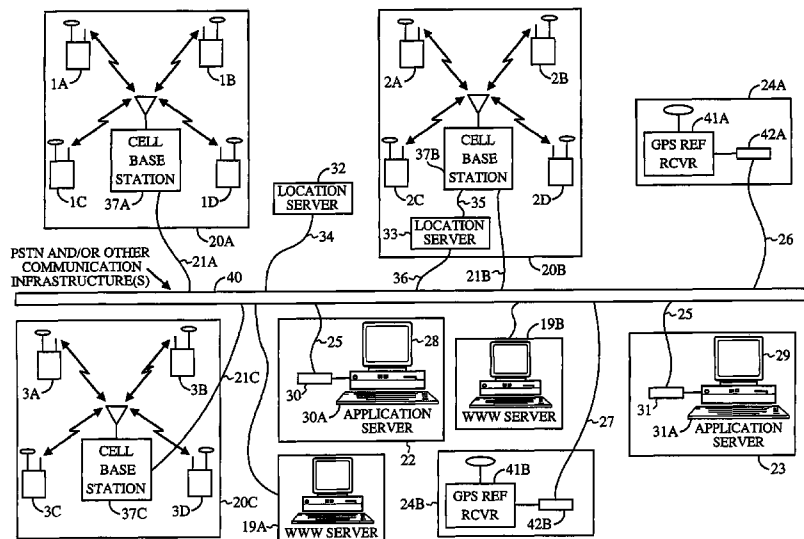 1A
1B
1C
1D
CELL
BASE
STATION
37A
20A
21A
LOCATION
SERVER
32
34
2A
2B
2C
2D
CELL
BASE
STATION
37B
35
33
LOCATION
SERVER
36
21B
20B
24A
41A
42A
GPS REF
RCVR
26
PSTN AND/OR OTHER
COMMUNICATION
INFRASTRUCTURE(S)
40
3A
3B
3C
3D
CELL
BASE
STATION
37C
21C
20C
25
28
30
30A
APPLICATION
SERVER
22
19B
WWW SERVER
27
25
29
31
31A
APPLICATION
SERVER
23
19A
WWW SERVER
24B
41B
GPS REF
RCVR
42B